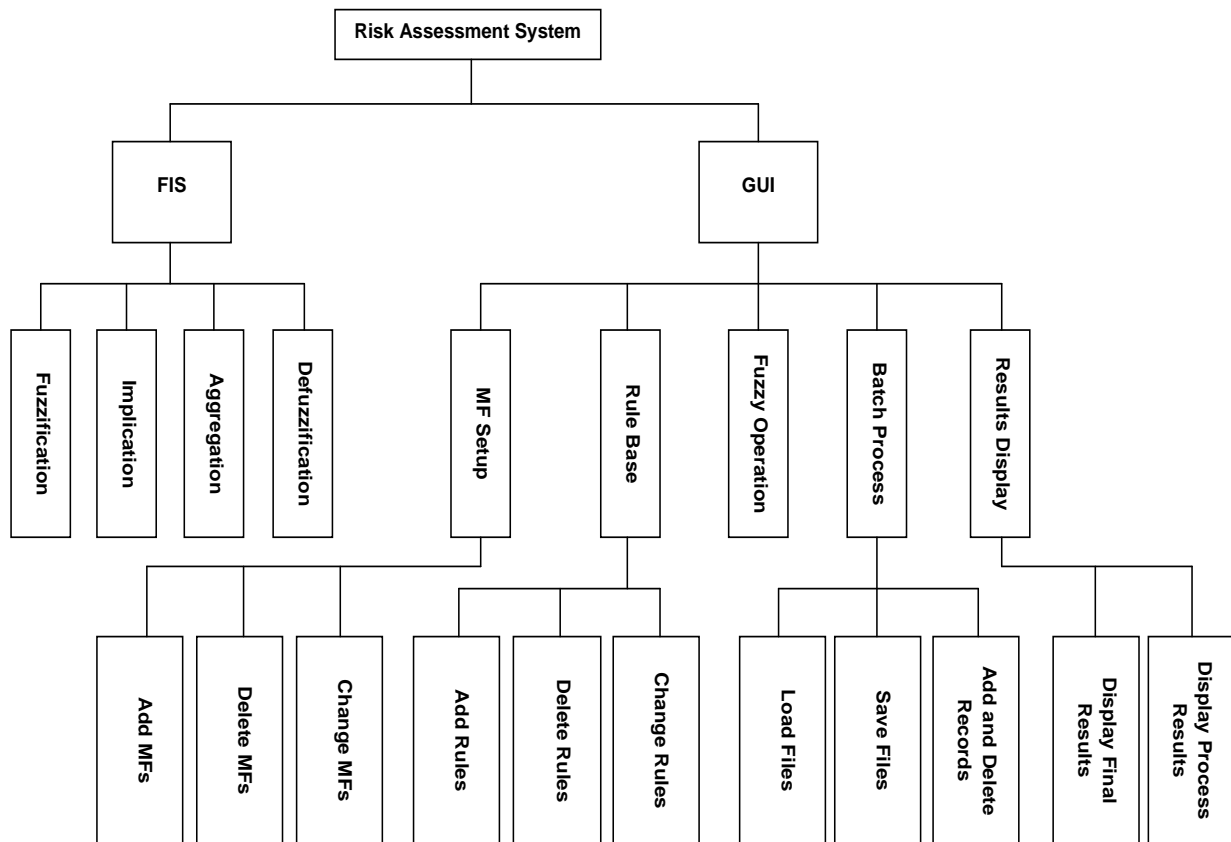 Risk Assessment System
FIS
GUI
Fuzzification
Implication
Aggregation
Defuzzification
MF Setup
Rule Base
Fuzzy Operation
Batch Process
Results Display
Add MFs
Delete MFs
Change MFs
Add Rules
Delete Rules
Change Rules
Load Files
Save Files
Add and Delete
Records
Display Final
Results
Display Process
Results